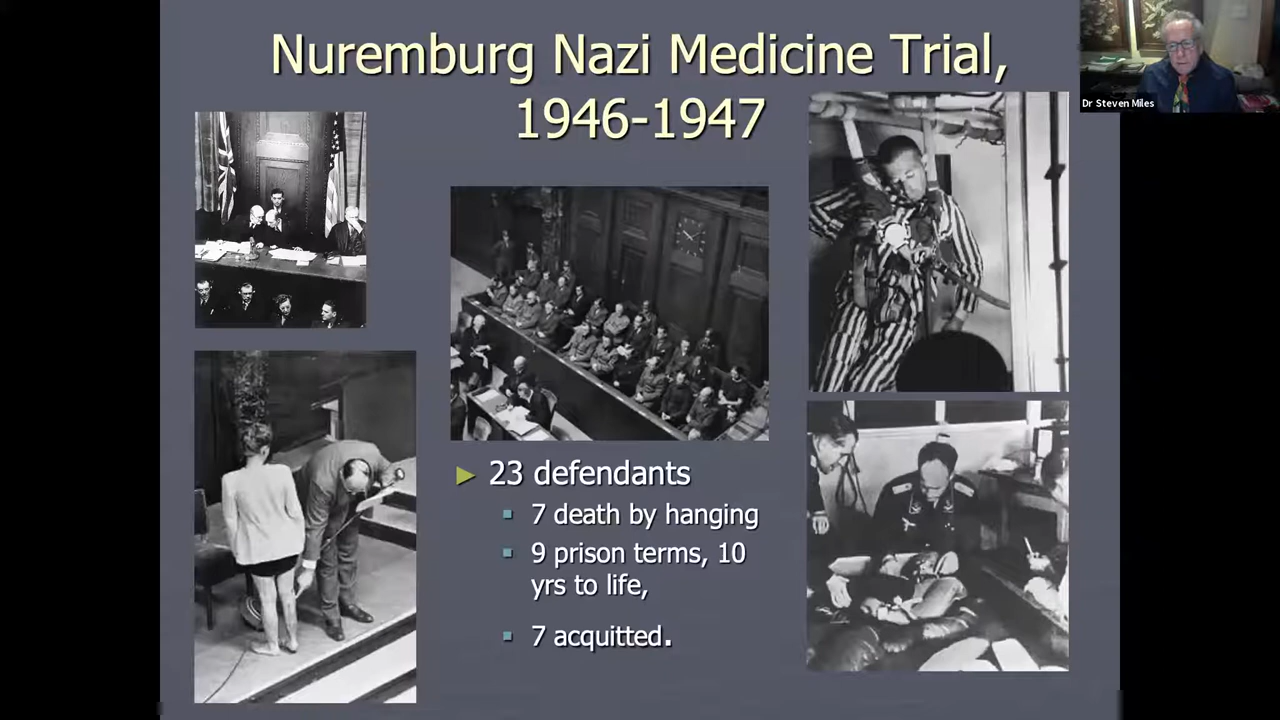 Nuremburg Nazi Medicine Trial,
1946-1947
Dr Steven Miles
► 23 defendants
▪ 7 death by hanging
▪ 9 prison terms, 10
yrs to life,
▪ 7 acquitted.